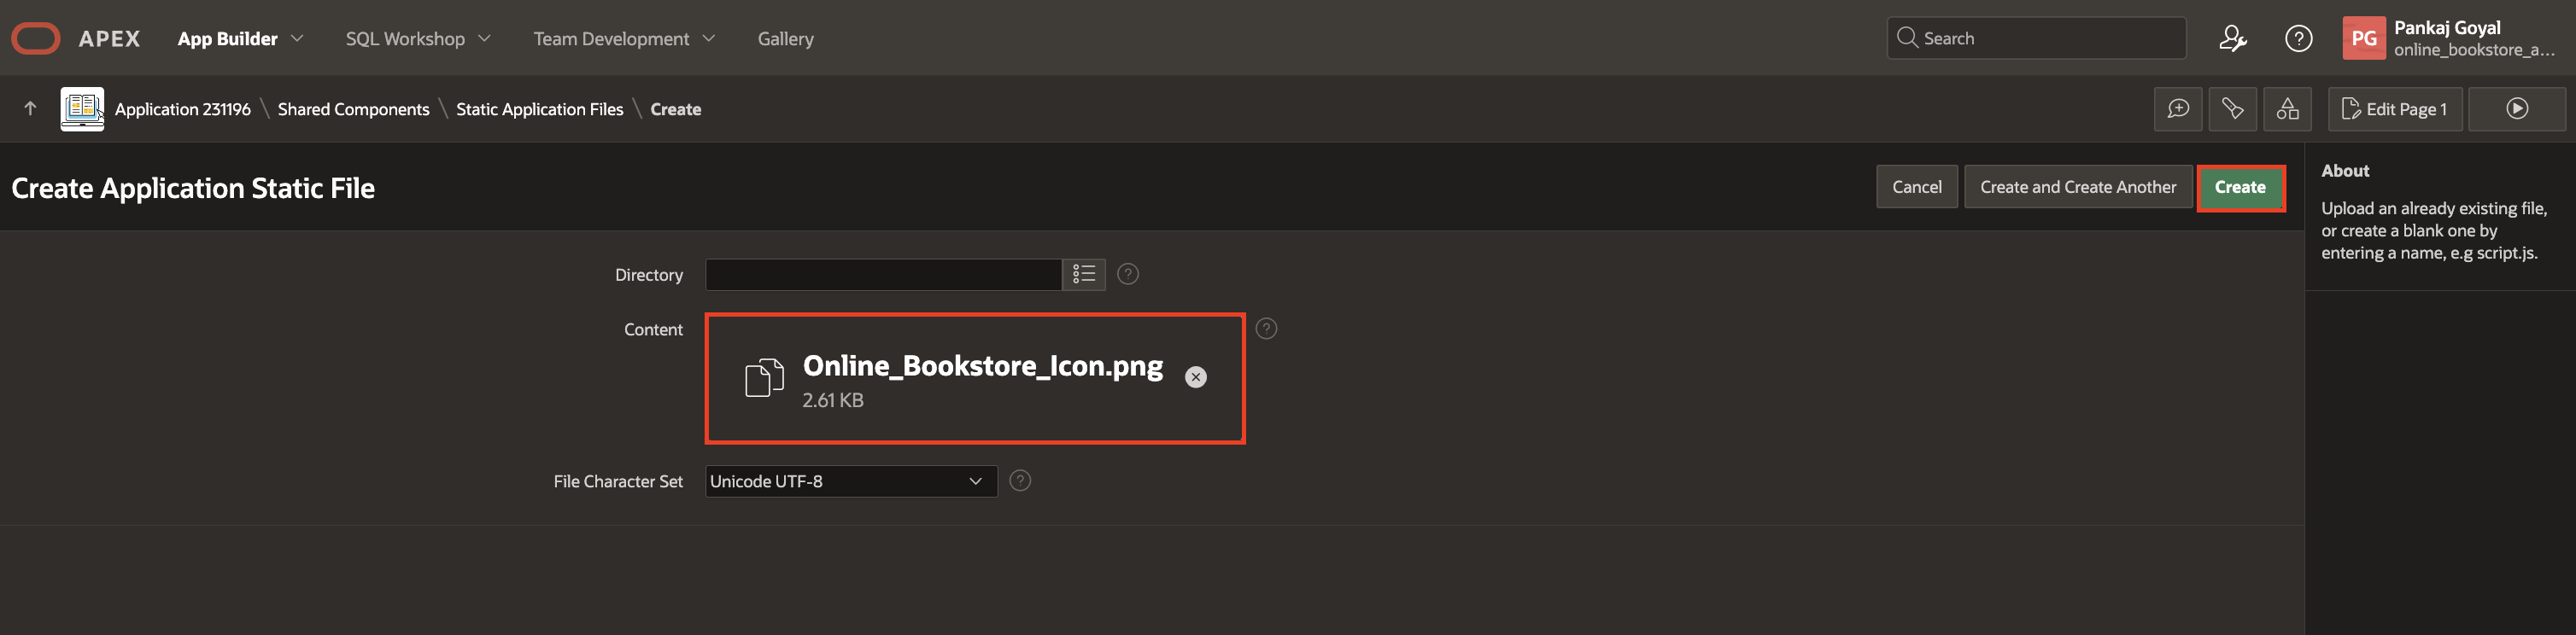 APEX App Builder SQL Workshop Team Development Gallery Search PG Pankaj Goyal
online_bookstore_a...
Application 231196 \ Shared Components \ Static Application Files \ Create Edit Page 1
Create Application Static File Cancel Create and Create Another Create
About
Upload an already existing file,
or create a blank one by
entering a name, e.g script.js.
Directory
Content Online_Bookstore_Icon.png
2.61 KB
File Character Set Unicode UTF-8